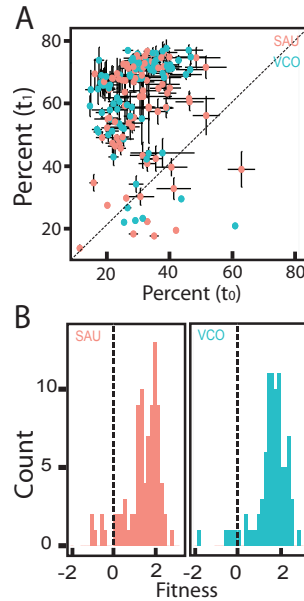 A
SAU
VCO
80
60
40
20
Percent (t₁)
20 40 60 80
Percent (t₀)
B
SAU
VCO
10
5
0
Count
-2 0 2 -2 0 2
Fitness